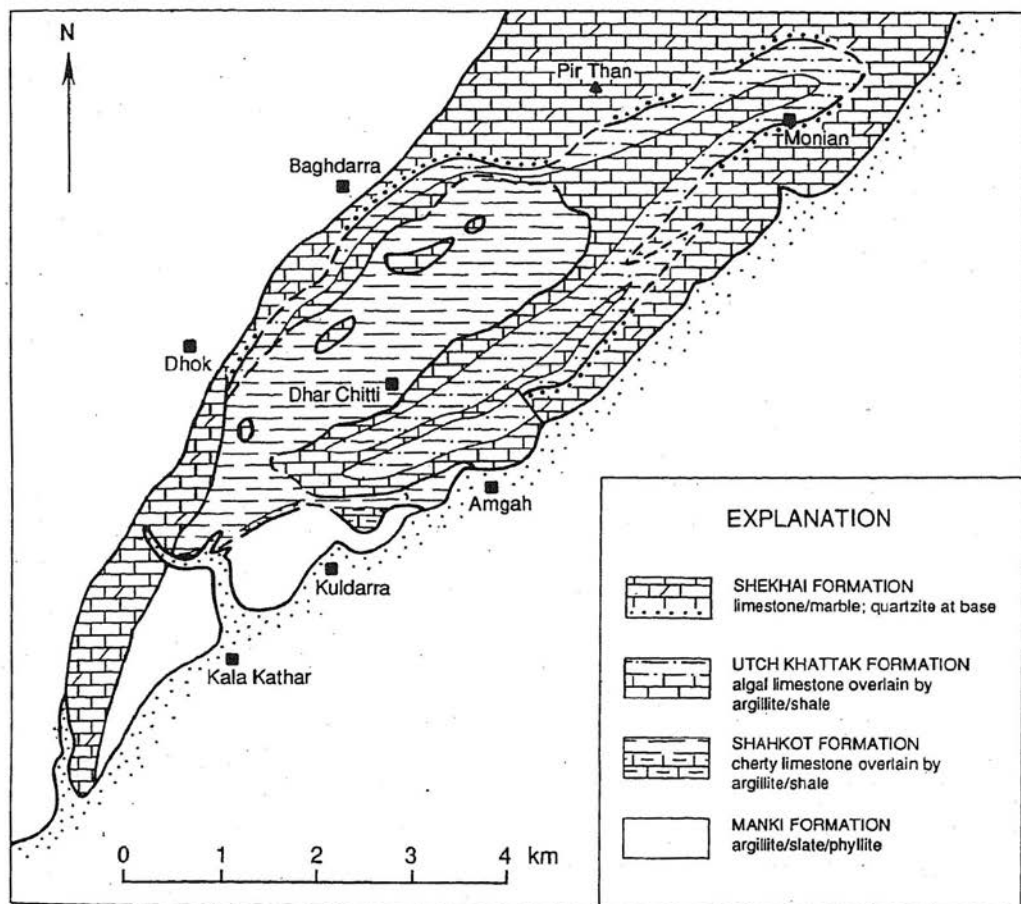 N
Pir Than
Monian
Baghdarra
Dhok
Dhar Chitti
Amgah
Kuldarra
Kala Kathar
0 1 2 3 4 km
EXPLANATION
SHEKHAI FORMATION
limestone/marble; quartzite at base
UTCH KHATTAK FORMATION
algal limestone overlain by
argillite/shale
SHAHKOT FORMATION
cherty limestone overlain by
argillite/shale
MANKI FORMATION
argillite/slate/phyllite